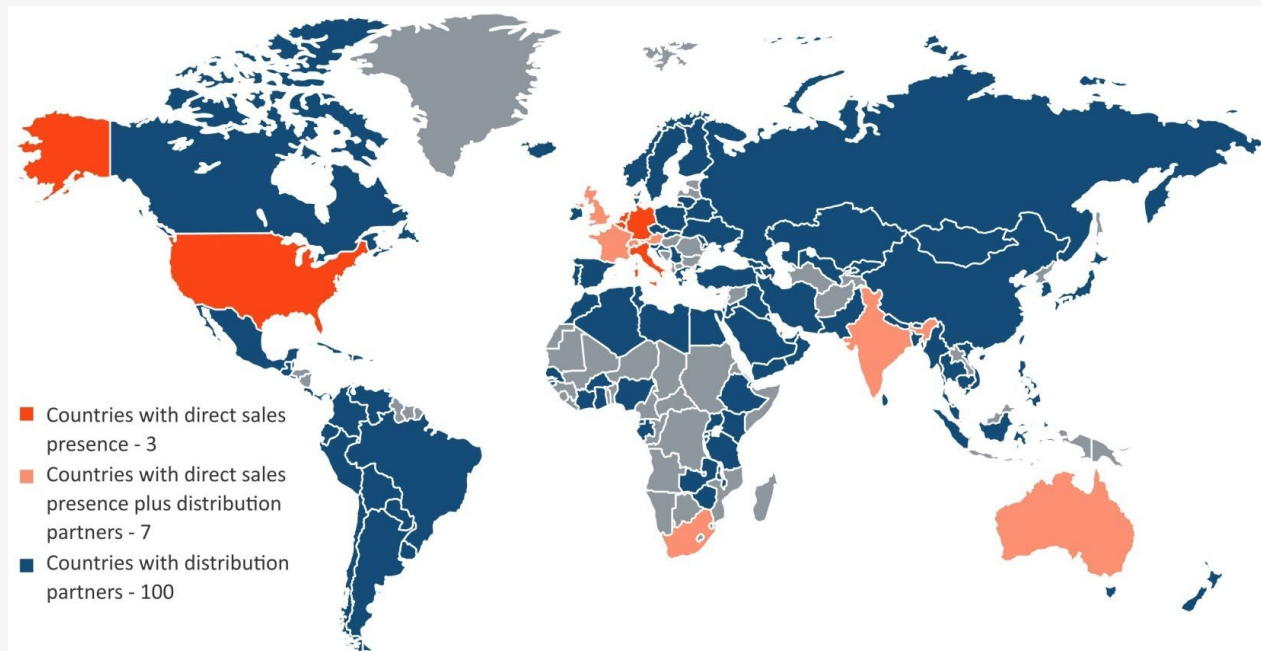 Countries with direct sales
presence - 3
Countries with direct sales
presence plus distribution
partners - 7
Countries with distribution
partners - 100